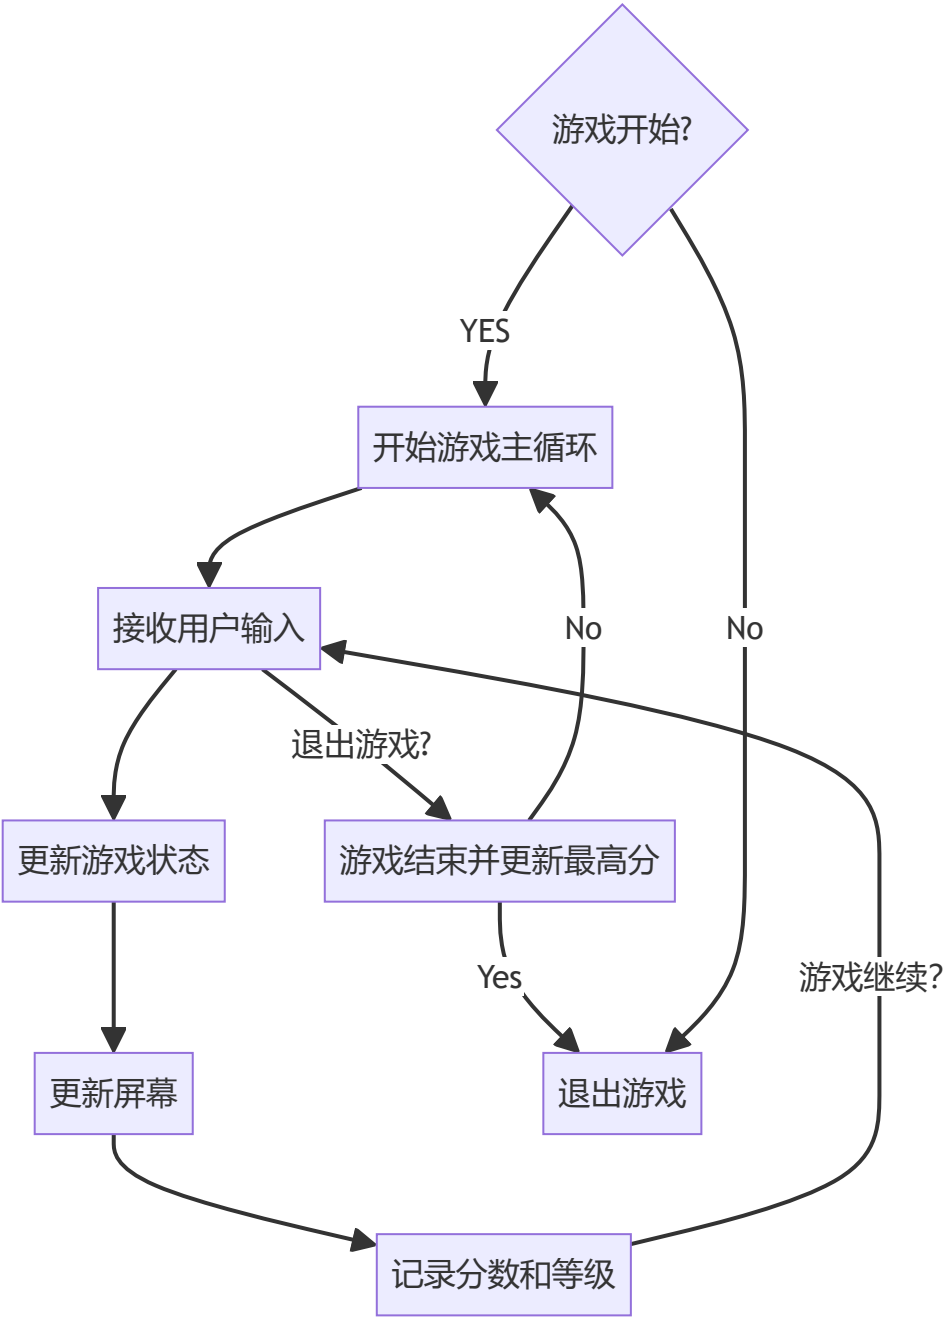 游戏开始?
YES
开始游戏主循环
接收用户输入
No
No
退出游戏?
更新游戏状态
游戏结束并更新最高分
Yes
游戏继续?
更新屏幕
退出游戏
记录分数和等级